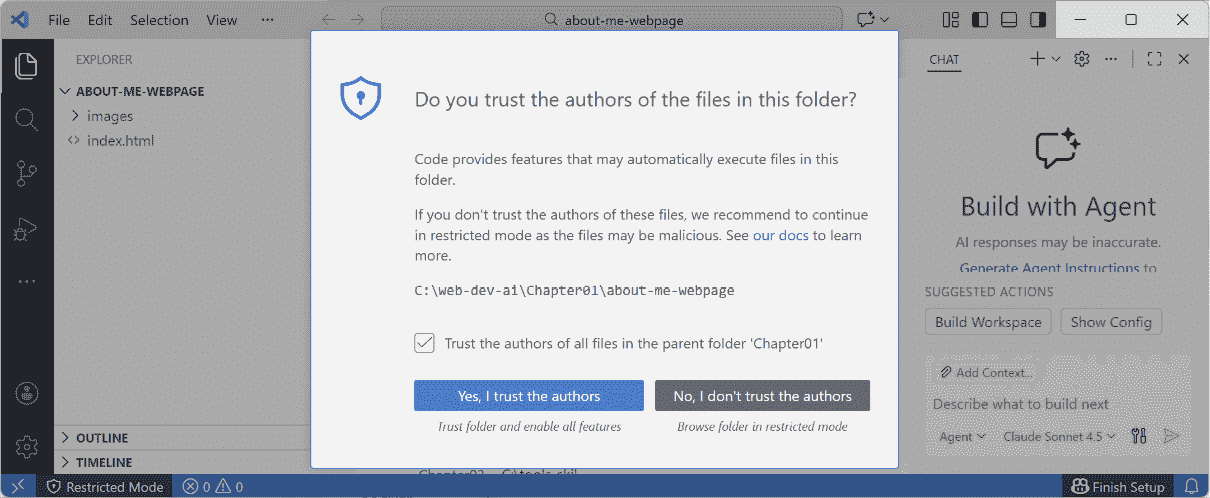 File Edit Selection View ··· about-me-webpage
EXPLORER
ABOUT-ME-WEBPAGE
images
index.html
OUTLINE
TIMELINE
Do you trust the authors of the files in this folder?
Code provides features that may automatically execute files in this
folder.
If you don't trust the authors of these files, we recommend to continue
in restricted mode as the files may be malicious. See our docs to learn
more.
C:\web-dev-ai\Chapter01\about-me-webpage
Trust the authors of all files in the parent folder 'Chapter01'
Yes, I trust the authors No, I don't trust the authors
Trust folder and enable all features Browse folder in restricted mode
CHAT
Build with Agent
AI responses may be inaccurate.
Generate Agent Instructions to
SUGGESTED ACTIONS
Build Workspace Show Config
Add Context...
Describe what to build next
Agent Claude Sonnet 4.5
Restricted Mode 0 0 Finish Setup